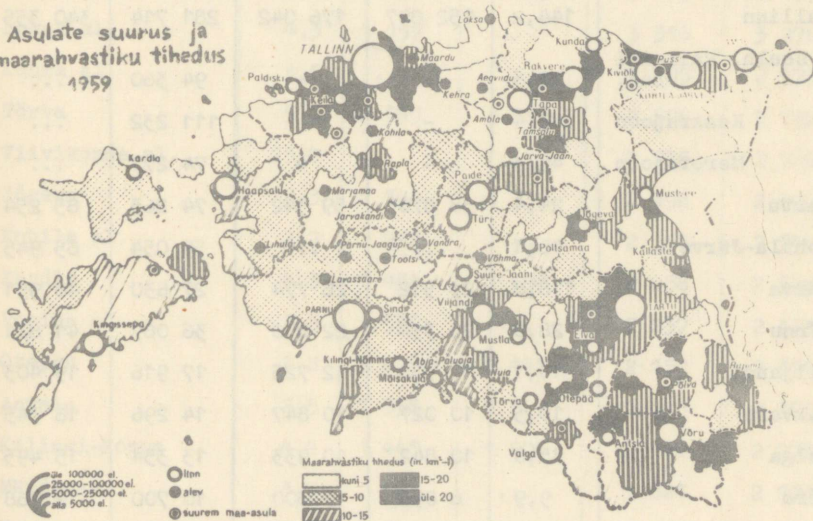 Asulate suurus ja
maarahvastiku tihedus
1959
Loksa
TALLINN
Maardu
Kunda
Rakvere
Püssi
Kiviõli
Paldiski
Keila
Kehra
Aegviidu
Tapa
Ambla
Tamsalu
Kohila
Järva-Jaani
Rapla
Kärdla
Haapsalu
Märjamaa
Paide
Türi
Mustvee
Järvakandi
Jõgeva
Lihula
Pärnu-Jaagupi
Vändra
Põltsamaa
Kallaste
Tootsi
Võhma
Lavassaare
Suure-Jaani
Kingissepa
PÄRNU
Sindi
Viljandi
TARTU
Elva
Mustla
Kilingi-Nõmme
Abja-Paluoja
Mõisaküla
Nuia
Põlva
Tõrva
Otepää
Valga
Antsla
Võru
üle 100000 el.
25000-100000 el.
5000-25000 el.
alla 5000 el.
linn
alev
suurem maa-asula
Maarahvastiku tihedus (in. km²-l)
kuni 5
15-20
5-10
üle 20
10-15